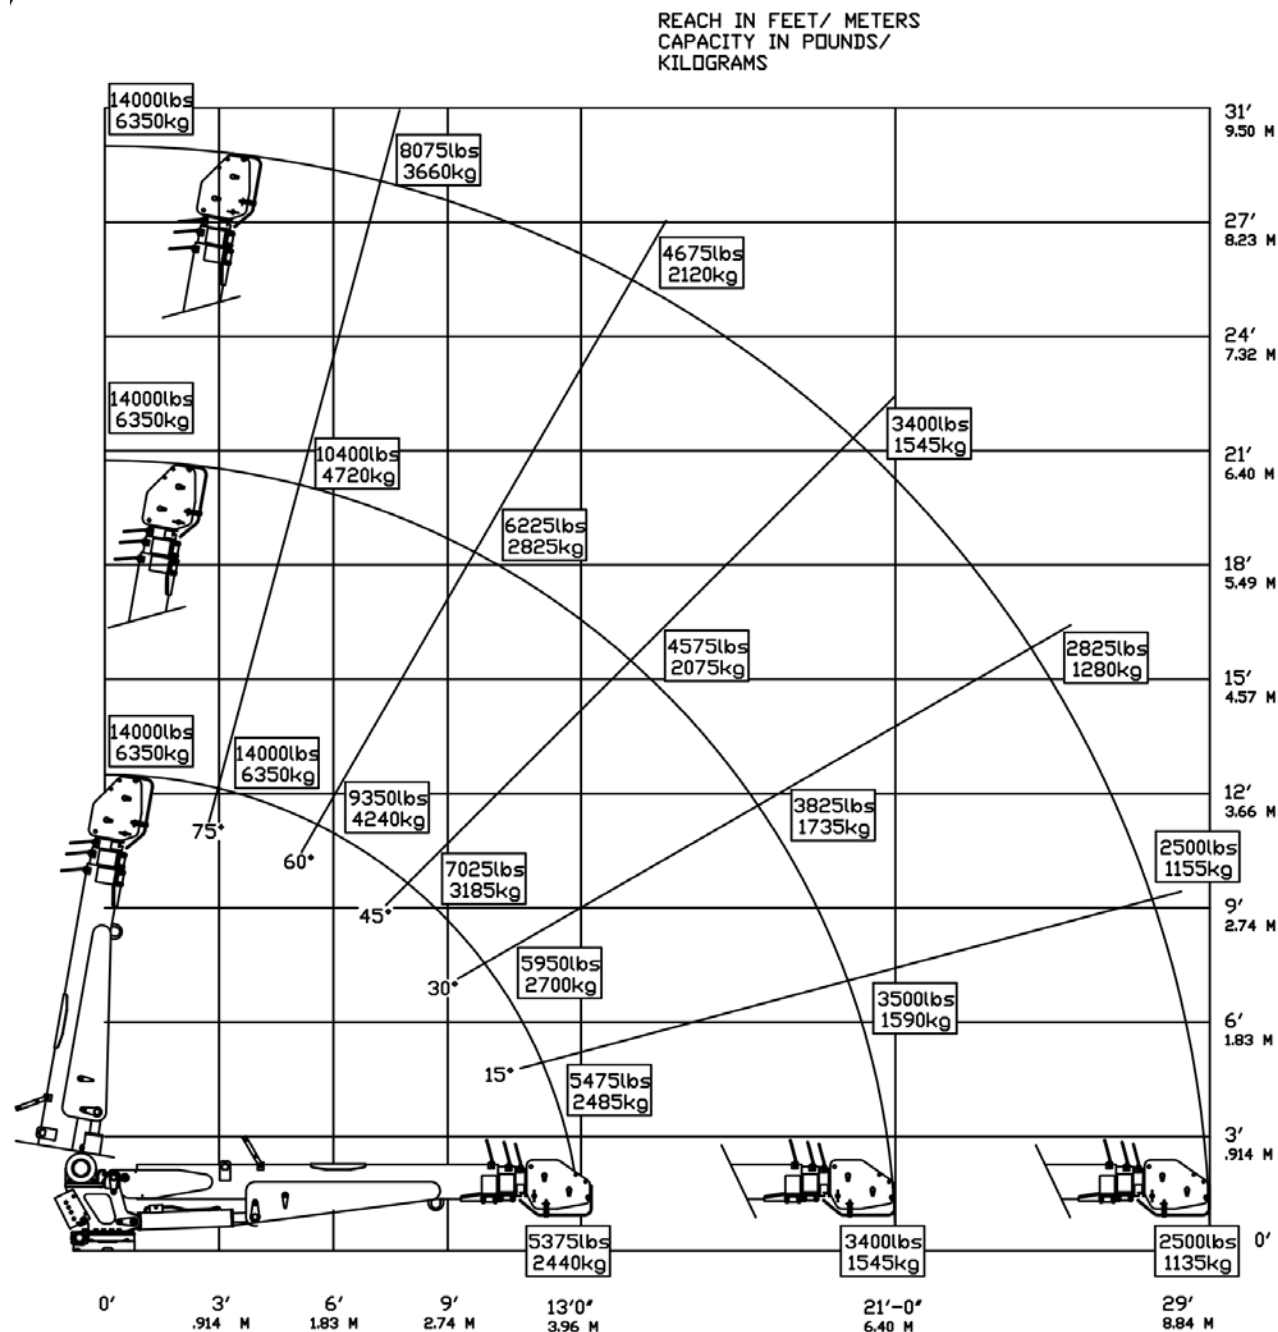 REACH IN FEET/ METERS
CAPACITY IN POUNDS/
KILOGRAMS
14000lbs
6350kg
31'
9.50 M
8075lbs
3660kg
27'
8.23 M
4675lbs
2120kg
24'
7.32 M
14000lbs
6350kg
3400lbs
1545kg
10400lbs
4720kg
21'
6.40 M
6225lbs
2825kg
18'
5.49 M
4575lbs
2075kg
2825lbs
1280kg
15'
4.57 M
14000lbs
6350kg
14000lbs
6350kg
9350lbs
4240kg
3825lbs
1735kg
12'
3.66 M
75°
60°
7025lbs
3185kg
2500lbs
1155kg
45°
9'
2.74 M
5950lbs
2700kg
30°
3500lbs
1590kg
6'
1.83 M
15°
5475lbs
2485kg
3'
.914 M
5375lbs
2440kg
3400lbs
1545kg
2500lbs
1135kg
0'
0'
3'
.914 M
6'
1.83 M
9'
2.74 M
13'0"
3.96 M
21'-0"
6.40 M
29'
8.84 M